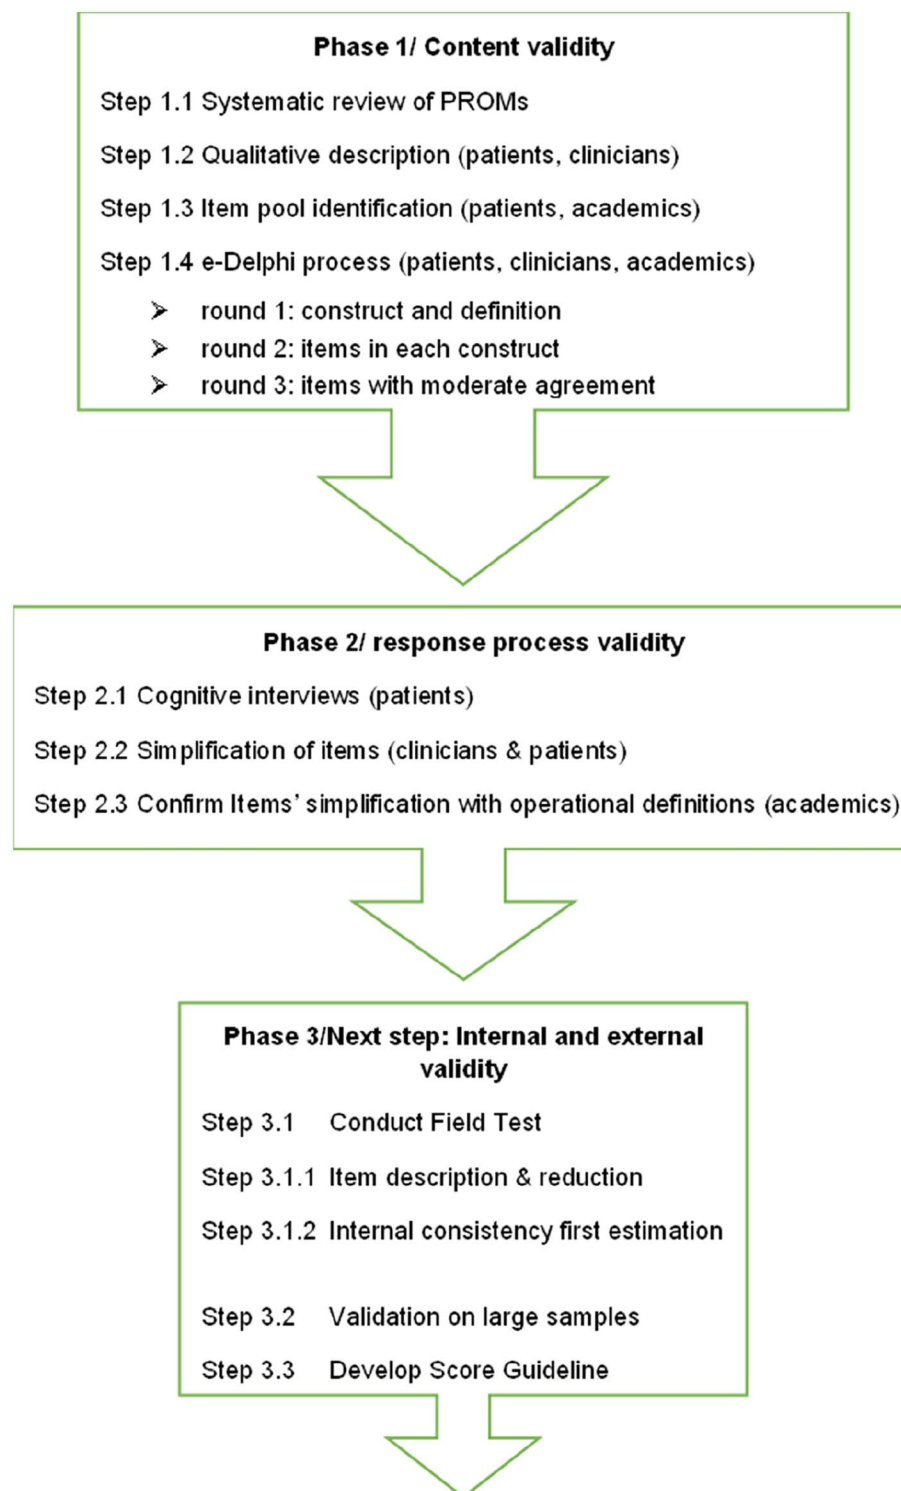 Phase 1/ Content validity
Step 1.1 Systematic review of PROMs
Step 1.2 Qualitative description (patients, clinicians)
Step 1.3 Item pool identification (patients, academics)
Step 1.4 e-Delphi process (patients, clinicians, academics)
➢ round 1: construct and definition
➢ round 2: items in each construct
➢ round 3: items with moderate agreement
Phase 2/ response process validity
Step 2.1 Cognitive interviews (patients)
Step 2.2 Simplification of items (clinicians & patients)
Step 2.3 Confirm Items’ simplification with operational definitions (academics)
Phase 3/Next step: Internal and external
validity
Step 3.1 Conduct Field Test
Step 3.1.1 Item description & reduction
Step 3.1.2 Internal consistency first estimation
Step 3.2 Validation on large samples
Step 3.3 Develop Score Guideline